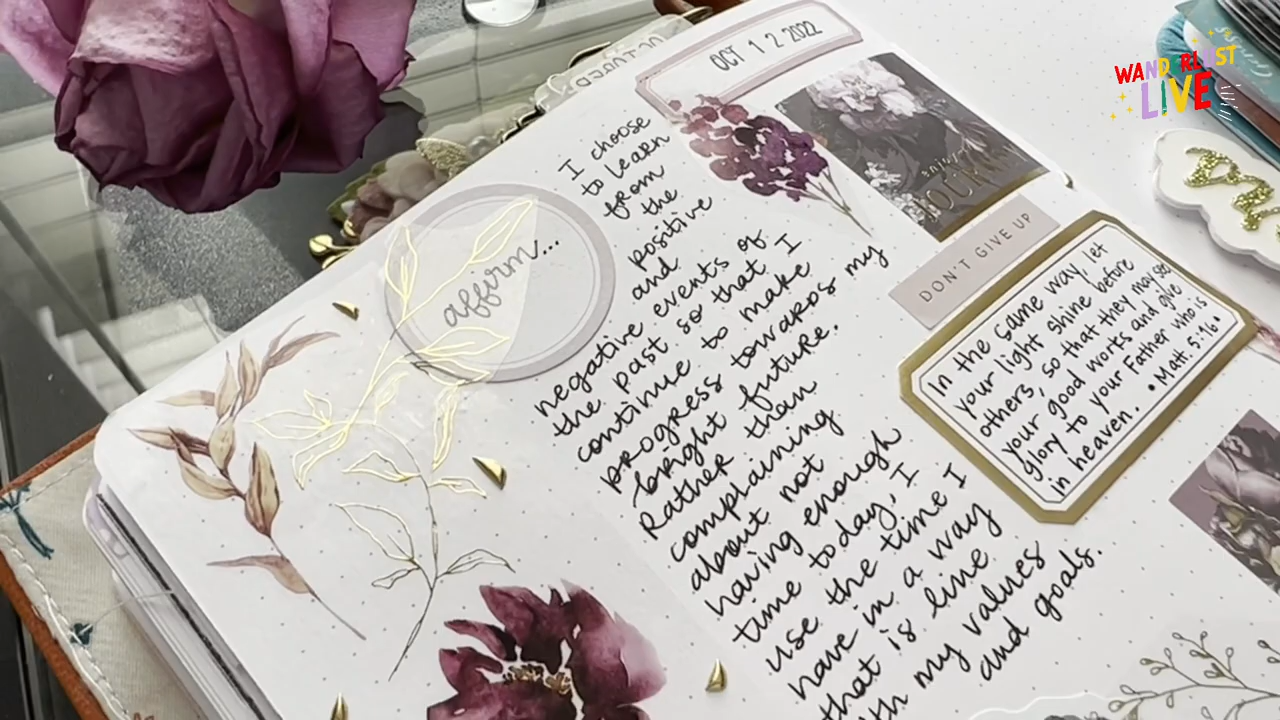 OCT 1 2 2022
WANDERLUST
LIVE
affirm...
I choose
to learn
from
the
positive
and
negative events of
the past so that I
continue to make
progress towards my
bright future.
Rather than
complaining
about not
having enough
time today, I
use the time I
have in a way
that is line
my values
and goals.
enjoy the
JOURNEY
DON'T GIVE UP
In the same way, let
your light shine before
others, so that they may see
your good works and give
glory to your Father who is
in heaven. • Matt. 5:16 •